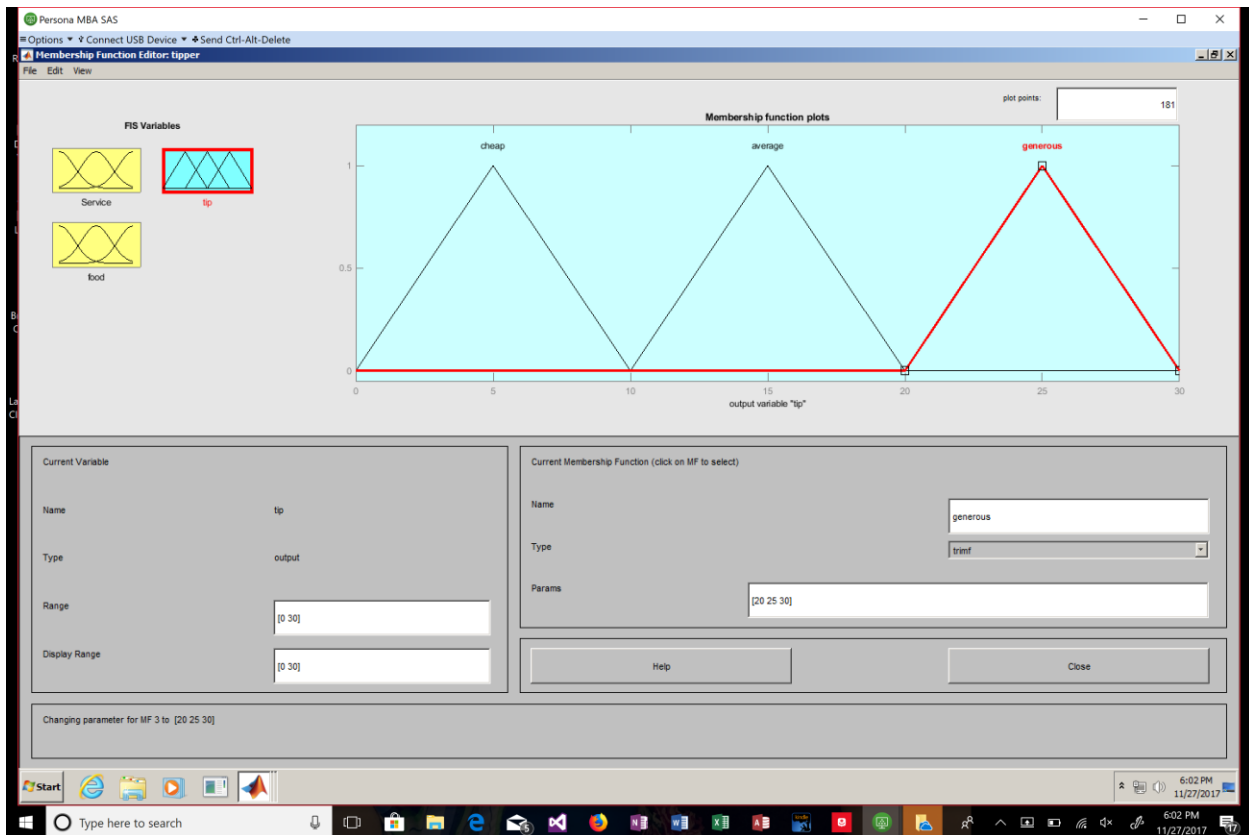 Persona MBA SAS
Options Connect USB Device Send Ctrl-Alt-Delete
Membership Function Editor: tipper
File Edit View
plot points: 181
FIS Variables
Membership function plots
cheap average generous
Service tip
food
1
0.5
0
0 5 10 15 20 25 30
output variable "tip"
Current Variable
Name tip
Type output
Range [0 30]
Display Range [0 30]
Current Membership Function (click on MF to select)
Name generous
Type trimf
Params [20 25 30]
Help Close
Changing parameter for MF 3 to [20 25 30]
Start
6:02 PM
11/27/2017
Type here to search
6:02 PM
11/27/2017